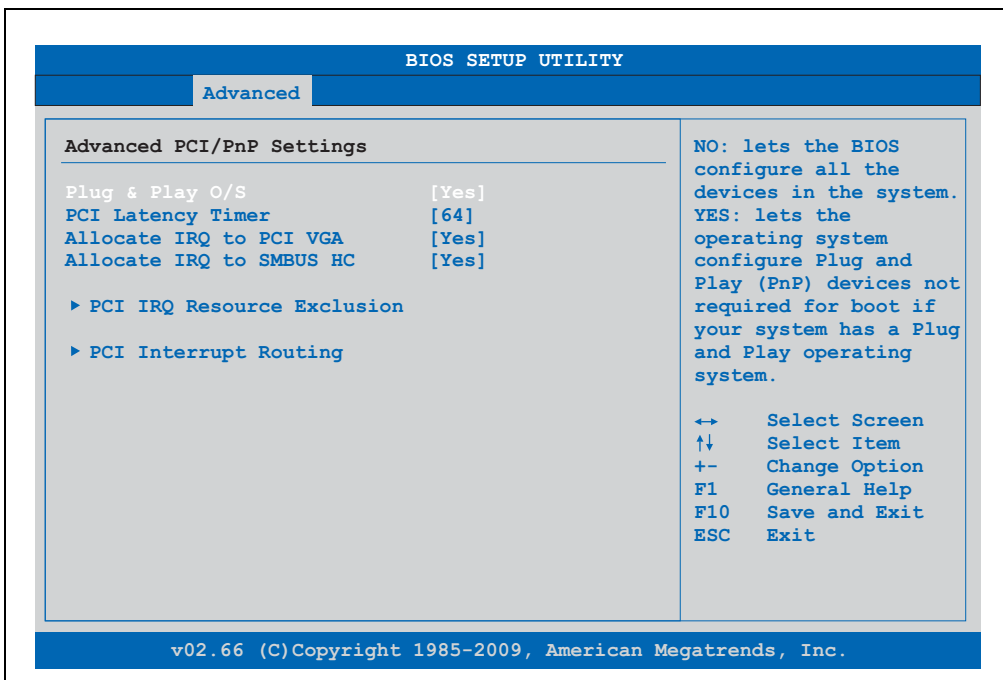 BIOS SETUP UTILITY
Advanced
Advanced PCI/PnP Settings
Plug & Play O/S [Yes]
PCI Latency Timer [64]
Allocate IRQ to PCI VGA [Yes]
Allocate IRQ to SMBUS HC [Yes]
PCI IRQ Resource Exclusion
PCI Interrupt Routing
NO: lets the BIOS
configure all the
devices in the system.
YES: lets the
operating system
configure Plug and
Play (PnP) devices not
required for boot if
your system has a Plug
and Play operating
system.
↔ Select Screen
↑↓ Select Item
+- Change Option
F1 General Help
F10 Save and Exit
ESC Exit
v02.66 (C)Copyright 1985-2009, American Megatrends, Inc.